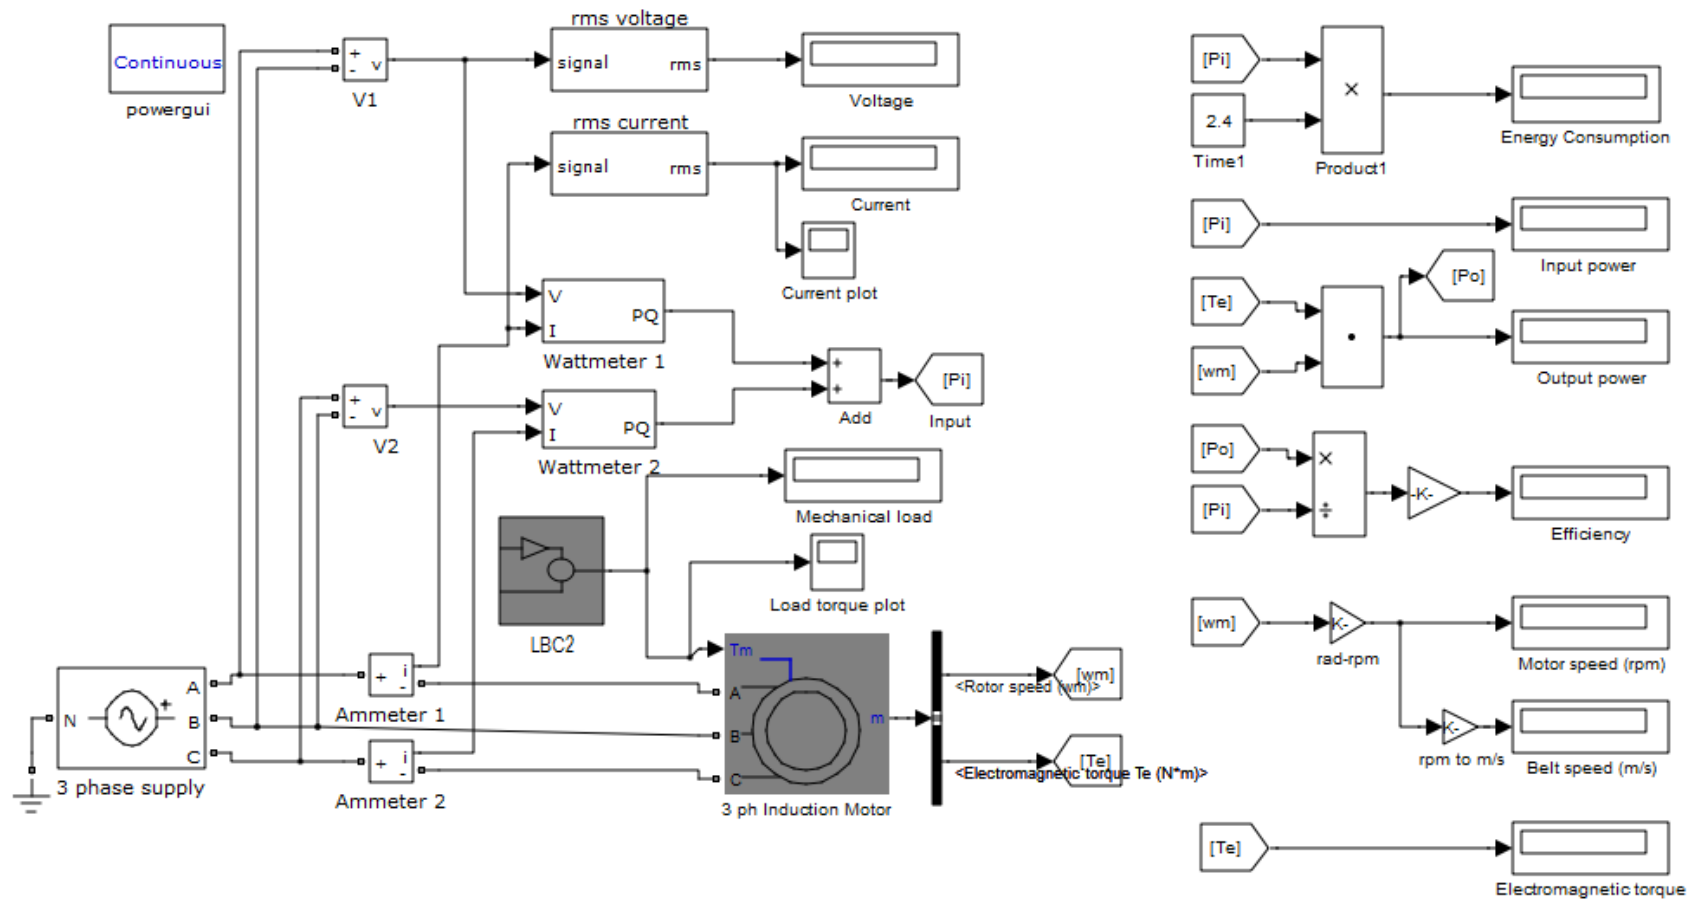 Continuous
powergui
+
-
v
V1
rms voltage
signal
rms
Voltage
rms current
signal
rms
Current
Current plot
V
I
PQ
Wattmeter 1
+
-
v
V2
V
I
PQ
Wattmeter 2
+
+
Add
[Pi]
Input
Mechanical load
Load torque plot
LBC2
N
+
A
B
C
3 phase supply
+
i
-
Ammeter 1
+
i
-
Ammeter 2
Tm
A
B
C
m
3 ph Induction Motor
[wm]
<Rotor speed (wm)>
[Te]
<Electromagnetic torque Te (N*m)>
[Pi]
2.4
Time1
×
Product1
Energy Consumption
[Pi]
Input power
[Te]
[wm]
[Po]
Output power
[Po]
[Pi]
×
÷
-K-
Efficiency
[wm]
K-
rad-rpm
Motor speed (rpm)
K-
rpm to m/s
Belt speed (m/s)
[Te]
Electromagnetic torque